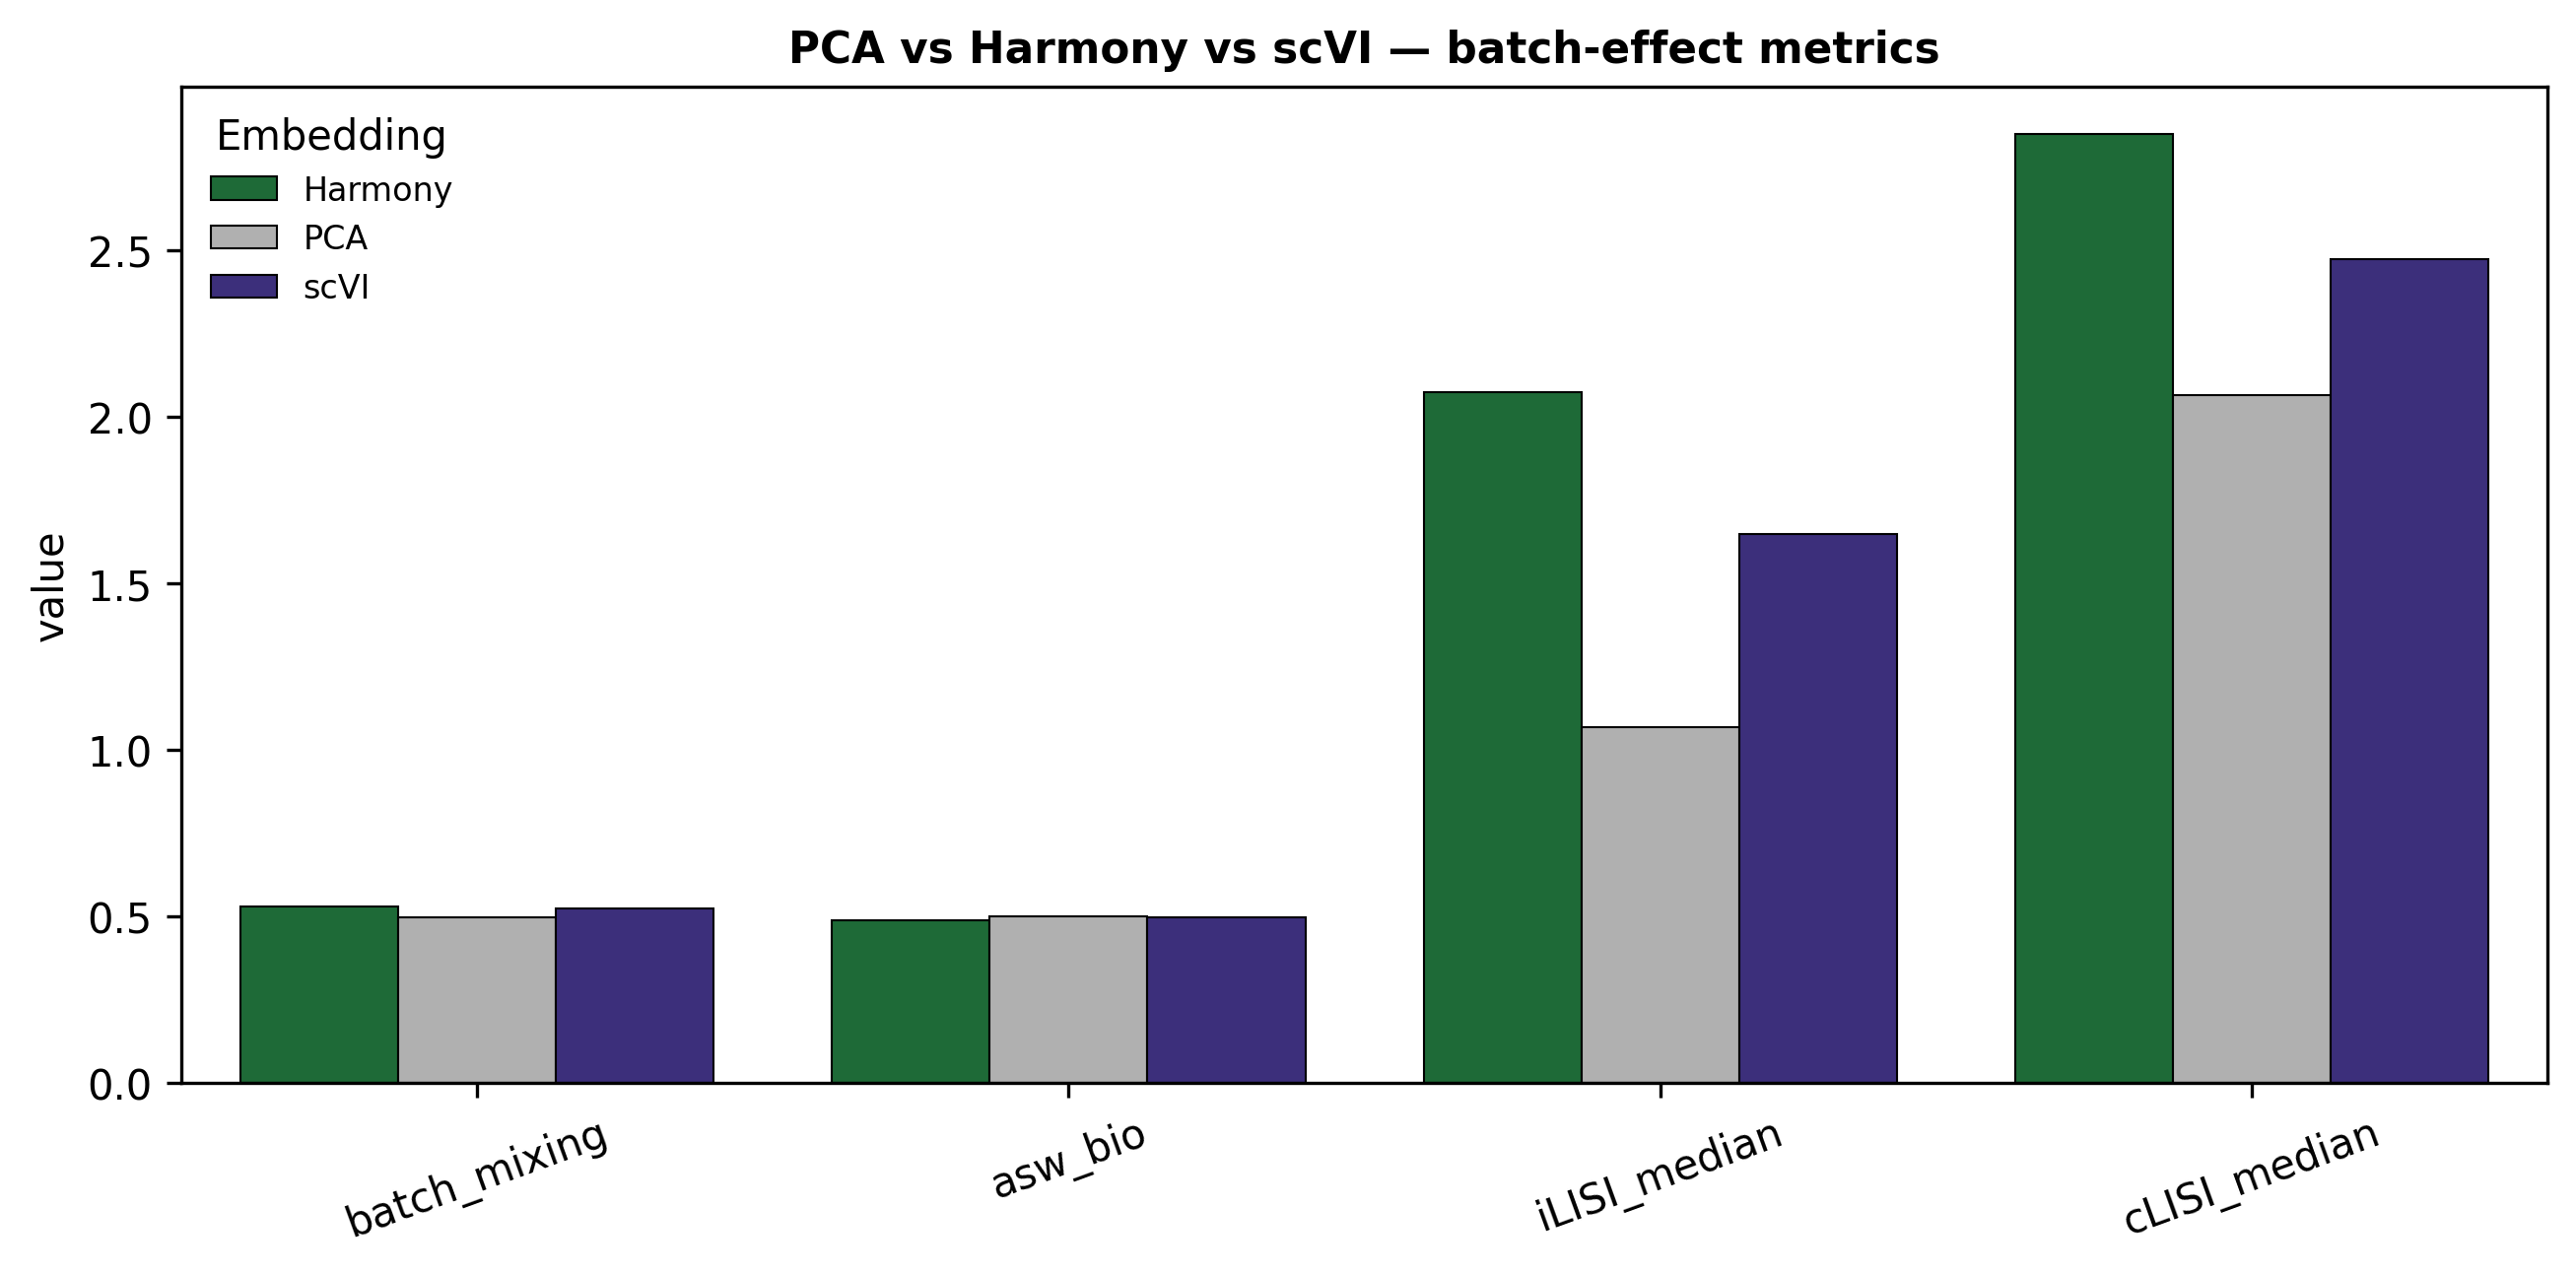 PCA vs Harmony vs scVI — batch-effect metrics
Embedding
Harmony
PCA
scVI
value
2.5
2.0
1.5
1.0
0.5
0.0
batch_mixing
asw_bio
iLISI_median
cLISI_median